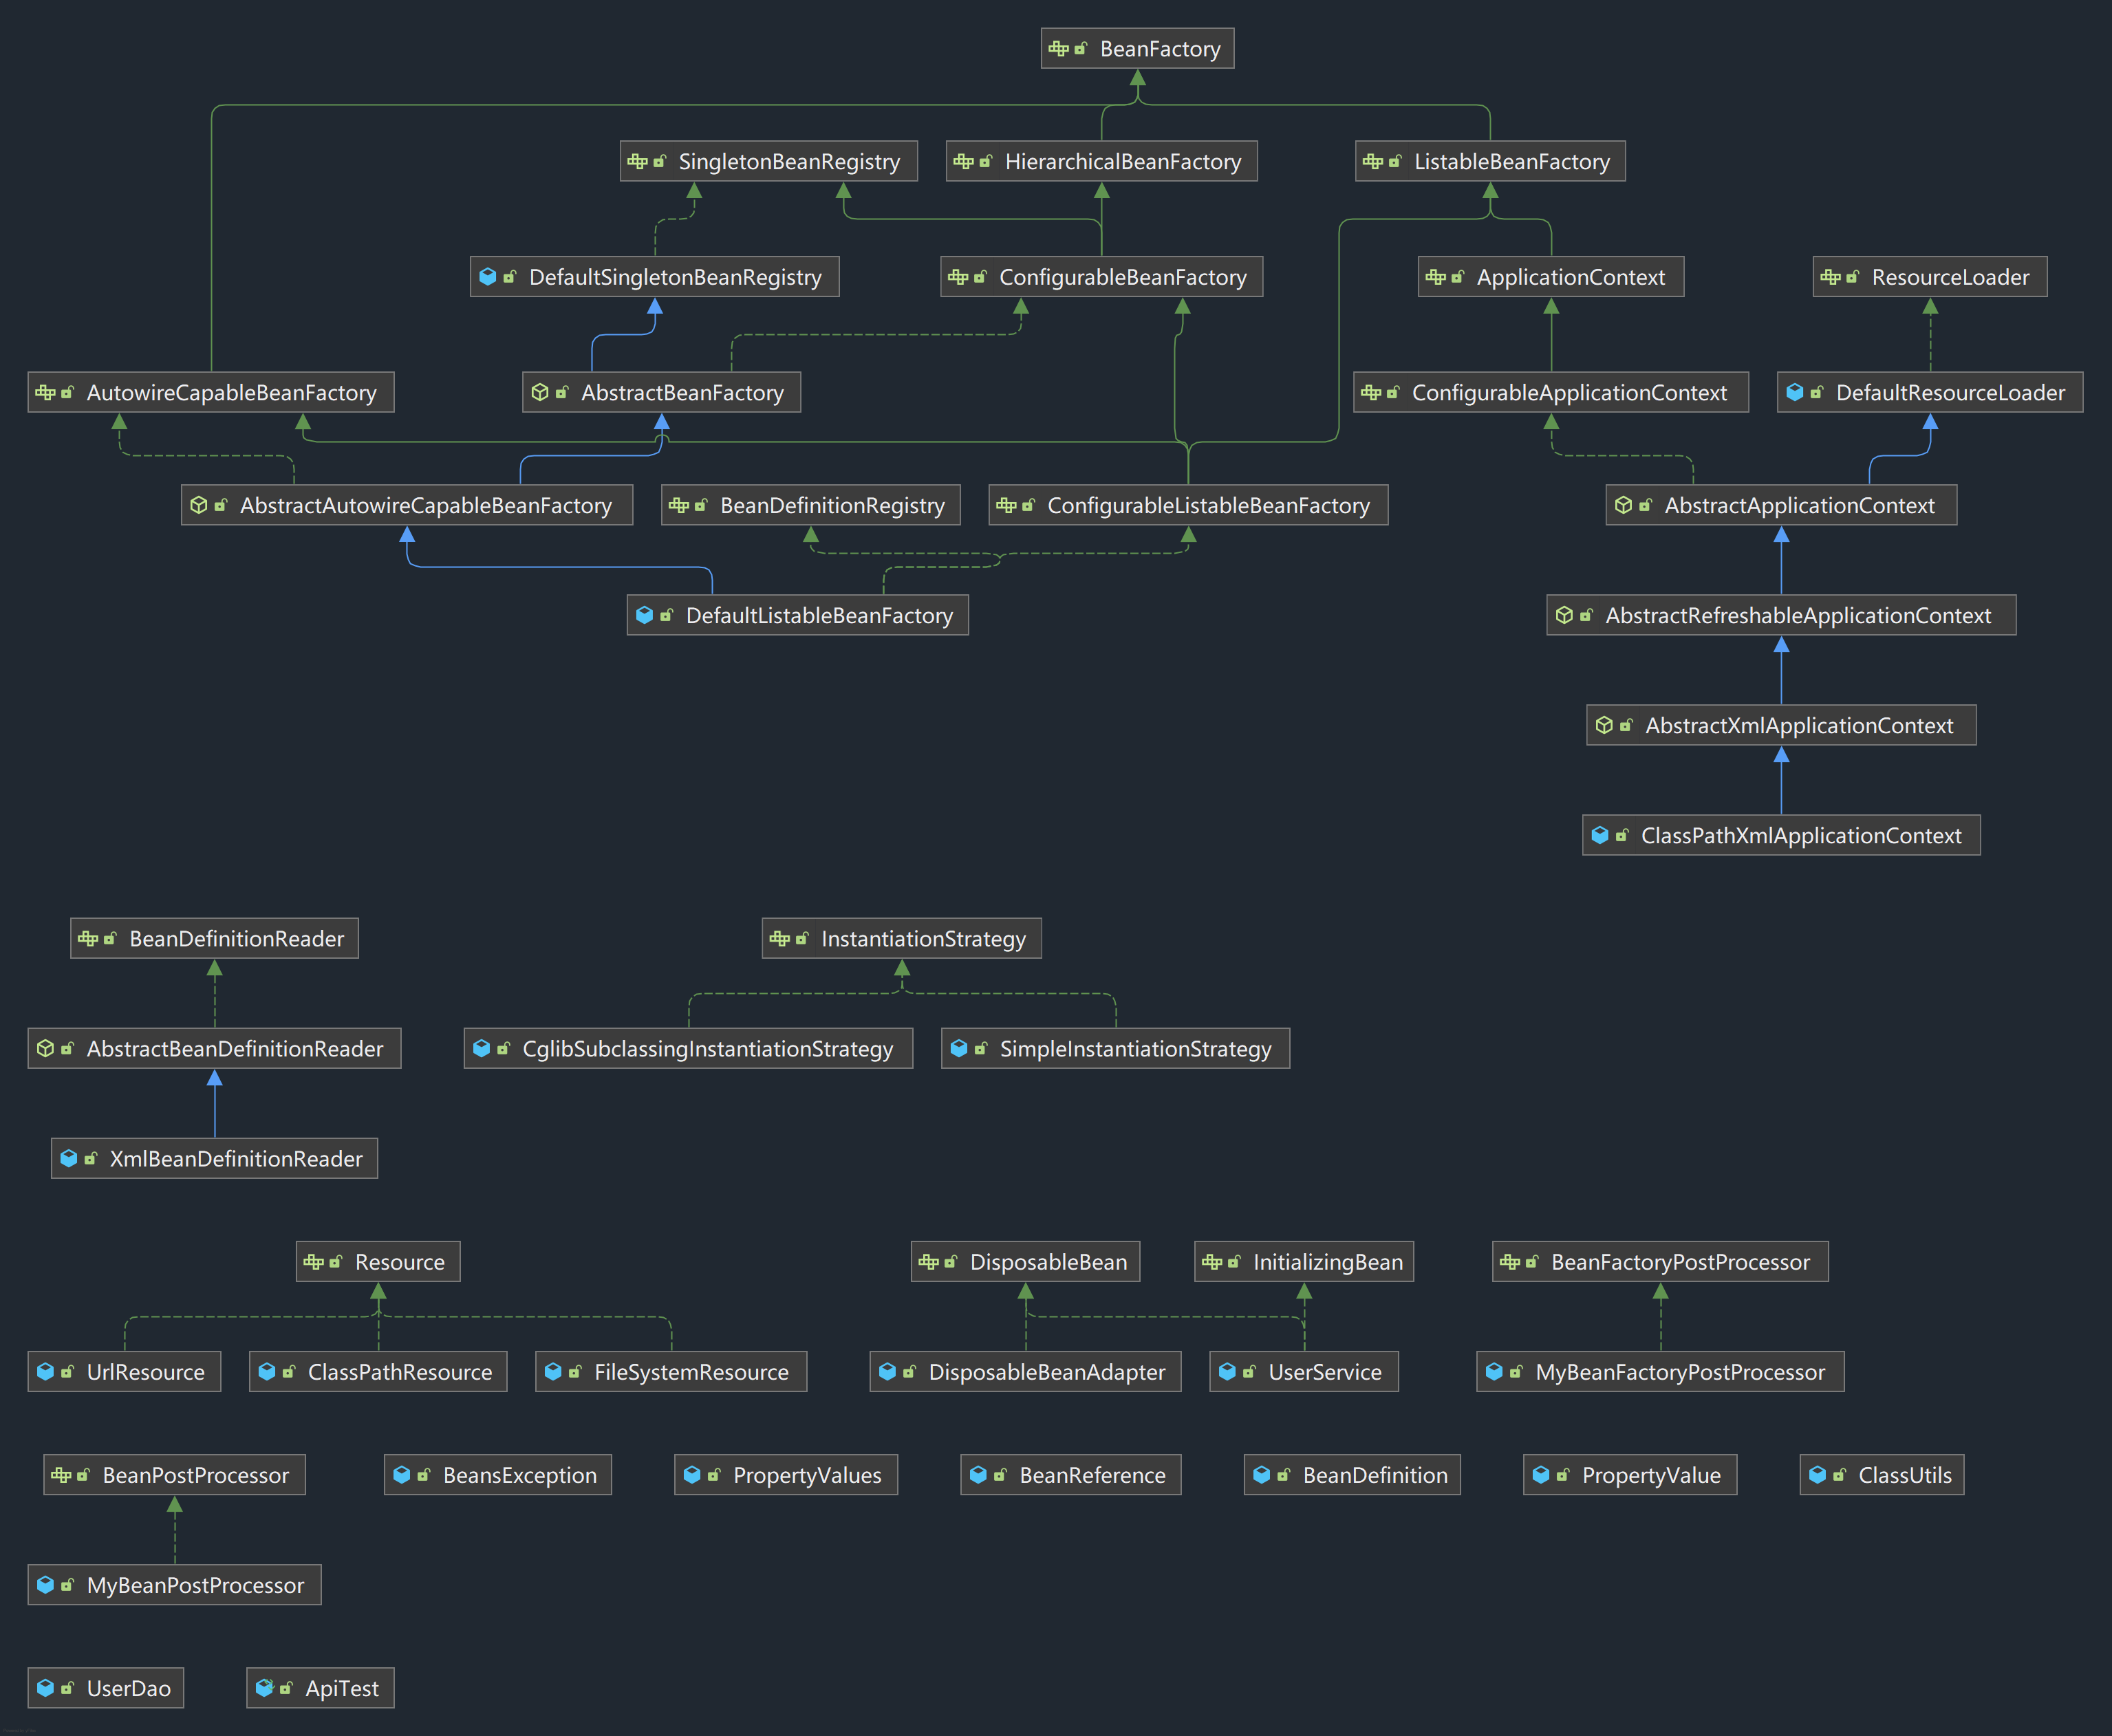 BeanFactory
SingletonBeanRegistry
HierarchicalBeanFactory
ListableBeanFactory
DefaultSingletonBeanRegistry
ConfigurableBeanFactory
ApplicationContext
ResourceLoader
AutowireCapableBeanFactory
AbstractBeanFactory
ConfigurableApplicationContext
DefaultResourceLoader
AbstractAutowireCapableBeanFactory
BeanDefinitionRegistry
ConfigurableListableBeanFactory
AbstractApplicationContext
DefaultListableBeanFactory
AbstractRefreshableApplicationContext
AbstractXmlApplicationContext
ClassPathXmlApplicationContext
BeanDefinitionReader
InstantiationStrategy
AbstractBeanDefinitionReader
CglibSubclassingInstantiationStrategy
SimpleInstantiationStrategy
XmlBeanDefinitionReader
Resource
DisposableBean
InitializingBean
BeanFactoryPostProcessor
UrlResource
ClassPathResource
FileSystemResource
DisposableBeanAdapter
UserService
MyBeanFactoryPostProcessor
BeanPostProcessor
BeansException
PropertyValues
BeanReference
BeanDefinition
PropertyValue
ClassUtils
MyBeanPostProcessor
UserDao
ApiTest